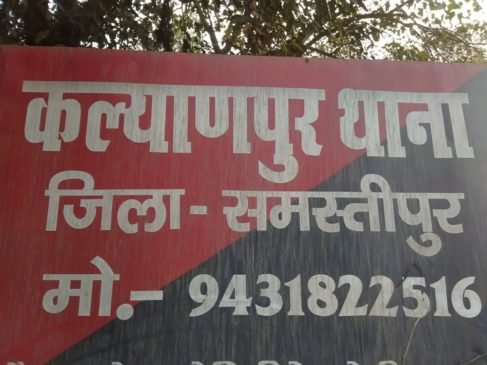 कल्याणपुर थाना
जिला - समस्तीपुर
मो.- 9431822516